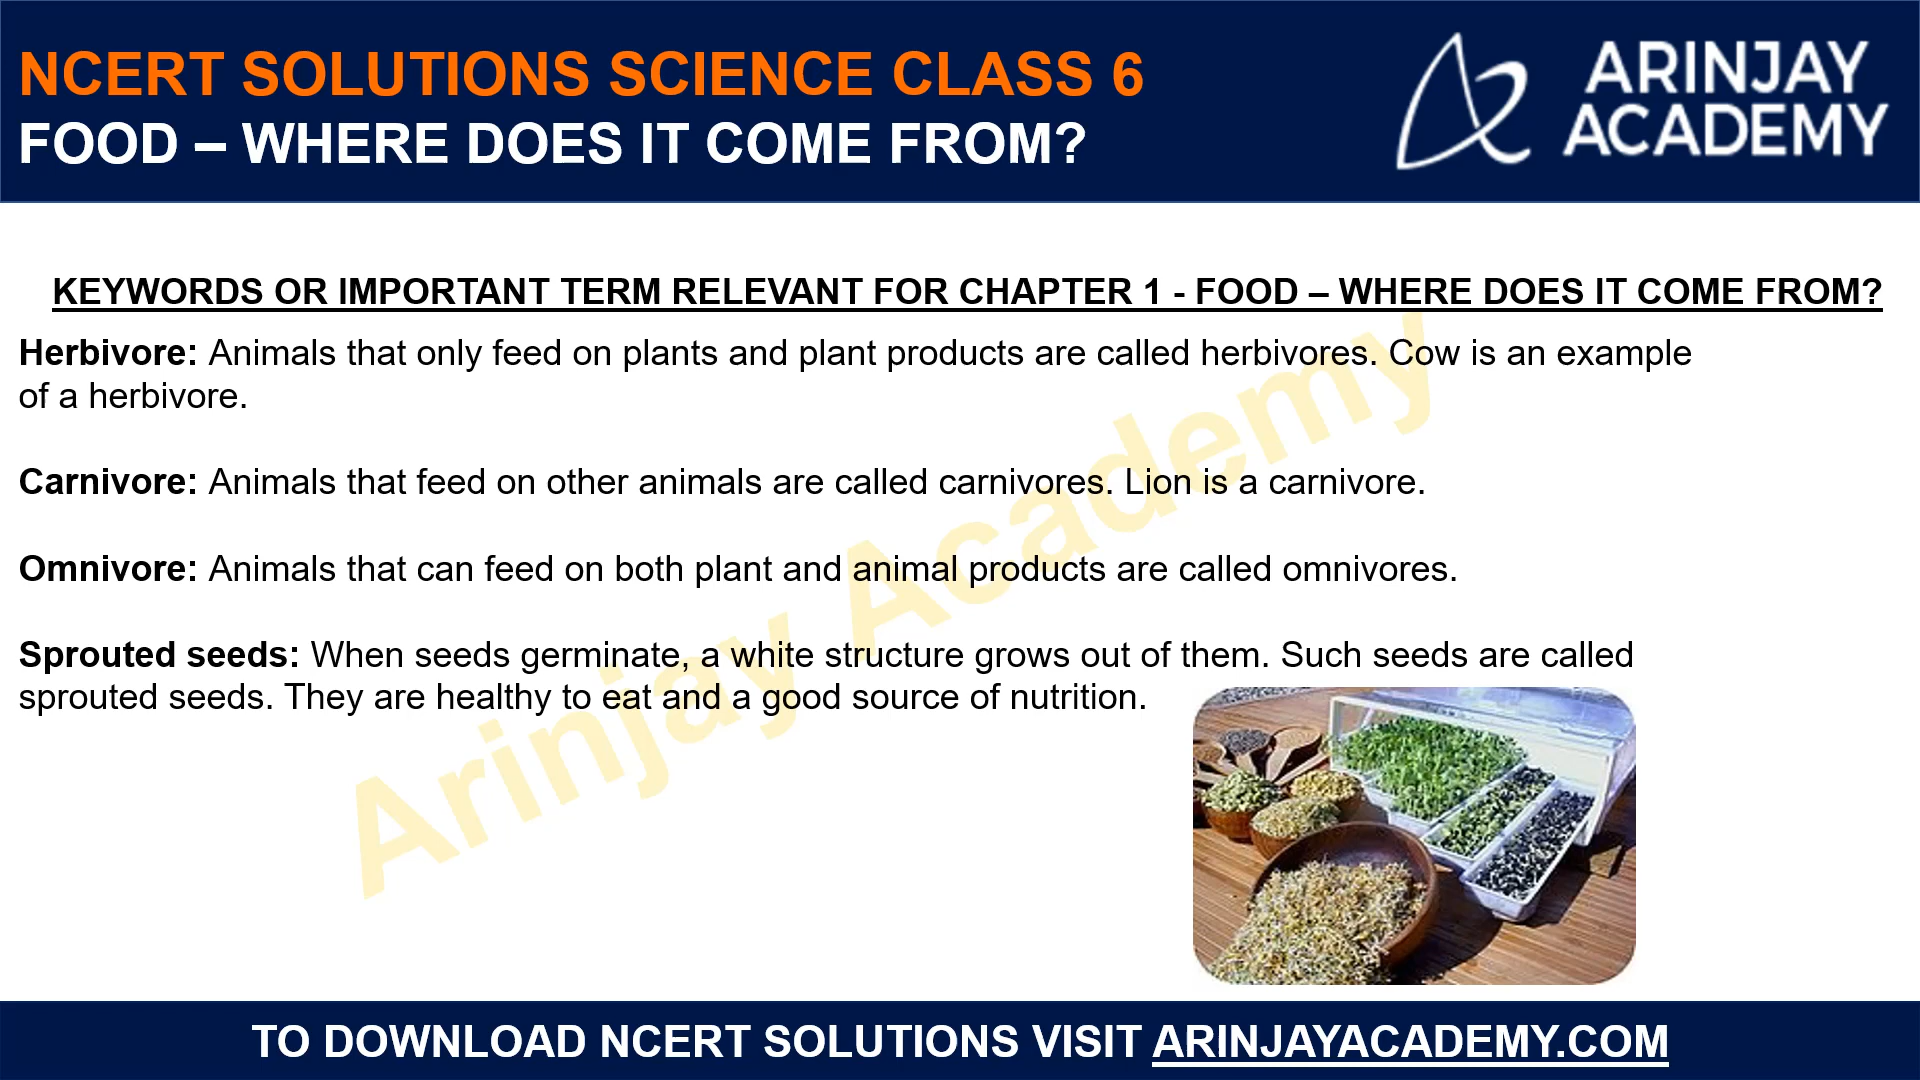 NCERT SOLUTIONS SCIENCE CLASS 6
FOOD – WHERE DOES IT COME FROM?
ARINJAY
ACADEMY
KEYWORDS OR IMPORTANT TERM RELEVANT FOR CHAPTER 1 - FOOD – WHERE DOES IT COME FROM?
Herbivore: Animals that only feed on plants and plant products are called herbivores. Cow is an example
of a herbivore.
Carnivore: Animals that feed on other animals are called carnivores. Lion is a carnivore.
Omnivore: Animals that can feed on both plant and animal products are called omnivores.
Sprouted seeds: When seeds germinate, a white structure grows out of them. Such seeds are called
sprouted seeds. They are healthy to eat and a good source of nutrition.
Arinjay Academy
TO DOWNLOAD NCERT SOLUTIONS VISIT ARINJAYACADEMY.COM